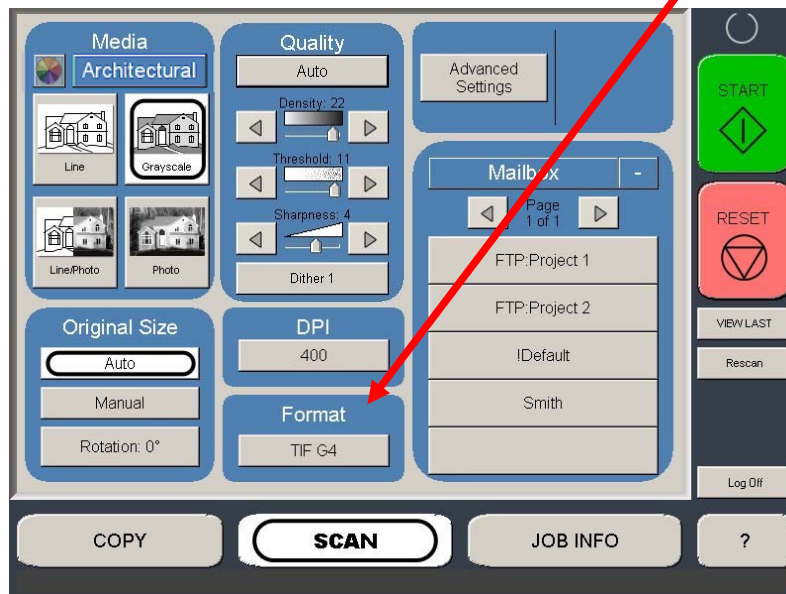 Media
Architectural
Line
Grayscale
Line/Photo
Photo
Original Size
Auto
Manual
Rotation: 0°
Quality
Auto
Density: 22
Threshold: 11
Sharpness: 4
Dither 1
DPI
400
Format
TIF G4
Advanced
Settings
Mailbox -
Page
1 of 1
FTP:Project 1
FTP:Project 2
!Default
Smith
START
RESET
VIEW LAST
Rescan
Log Off
COPY
SCAN
JOB INFO
?